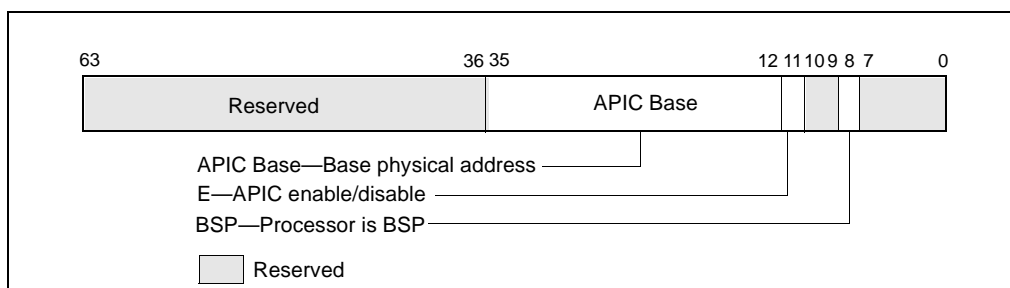 63 36 35 12 11 10 9 8 7 0
Reserved APIC Base
APIC Base—Base physical address
E—APIC enable/disable
BSP—Processor is BSP
Reserved